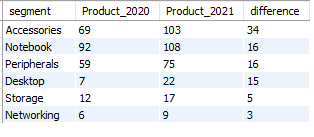 segment Product_2020 Product_2021 difference
Accessories 69 103 34
Notebook 92 108 16
Peripherals 59 75 16
Desktop 7 22 15
Storage 12 17 5
Networking 6 9 3